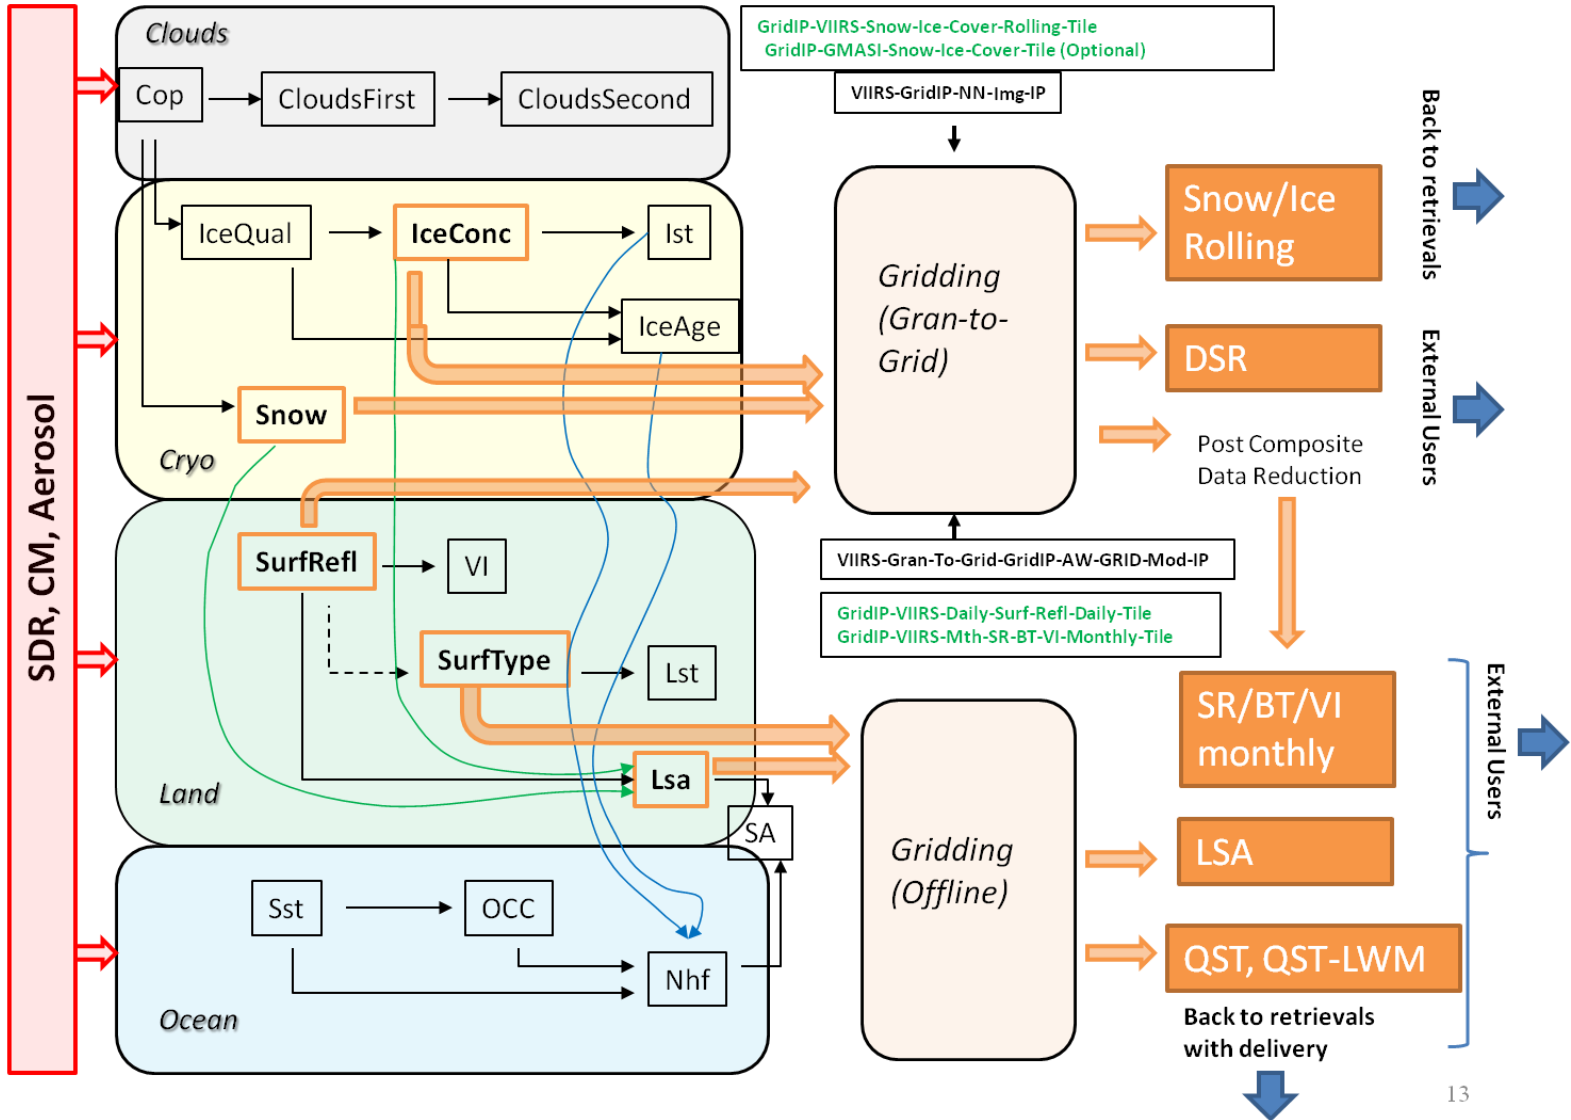 SDR, CM, Aerosol
Clouds
Cop
CloudsFirst
CloudsSecond
IceQual
IceConc
Ist
IceAge
Snow
Cryo
SurfRefl
VI
SurfType
Lst
Lsa
Land
SA
Sst
OCC
Nhf
Ocean
GridIP-VIIRS-Snow-Ice-Cover-Rolling-Tile
GridIP-GMASI-Snow-Ice-Cover-Tile (Optional)
VIIRS-GridIP-NN-Img-IP
Gridding
(Gran-to-
Grid)
VIIRS-Gran-To-Grid-GridIP-AW-GRID-Mod-IP
GridIP-VIIRS-Daily-Surf-Refl-Daily-Tile
GridIP-VIIRS-Mth-SR-BT-VI-Monthly-Tile
Gridding
(Offline)
Snow/Ice
Rolling
DSR
Post Composite
Data Reduction
SR/BT/VI
monthly
LSA
QST, QST-LWM
Back to retrievals
with delivery
Back to retrievals
External Users
External Users
13